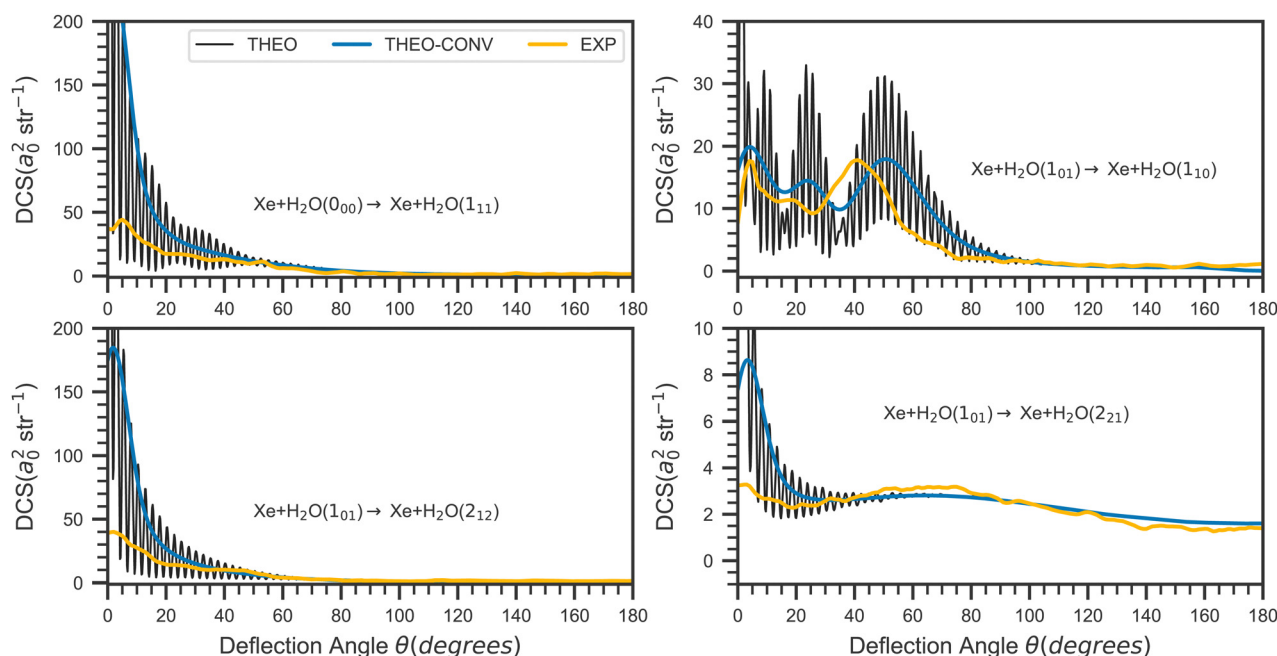 THEO THEO-CONV EXP
DCS(a₀² str⁻¹)
200
150
100
50
0
Xe+H₂O(0₀₀)→ Xe+H₂O(1₁₁)
0 20 40 60 80 100 120 140 160 180
DCS(a₀² str⁻¹)
40
30
20
10
0
Xe+H₂O(1₀₁)→ Xe+H₂O(1₁₀)
0 20 40 60 80 100 120 140 160 180
DCS(a₀² str⁻¹)
200
150
100
50
0
Xe+H₂O(1₀₁)→ Xe+H₂O(2₁₂)
0 20 40 60 80 100 120 140 160 180
Deflection Angle θ(degrees)
DCS(a₀² str⁻¹)
10
8
6
4
2
0
Xe+H₂O(1₀₁)→ Xe+H₂O(2₂₁)
0 20 40 60 80 100 120 140 160 180
Deflection Angle θ(degrees)